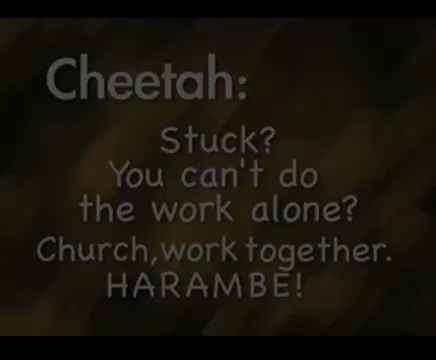 Cheetah:
Stuck?
You can't do
the work alone?
Church,work together.
HARAMBE!